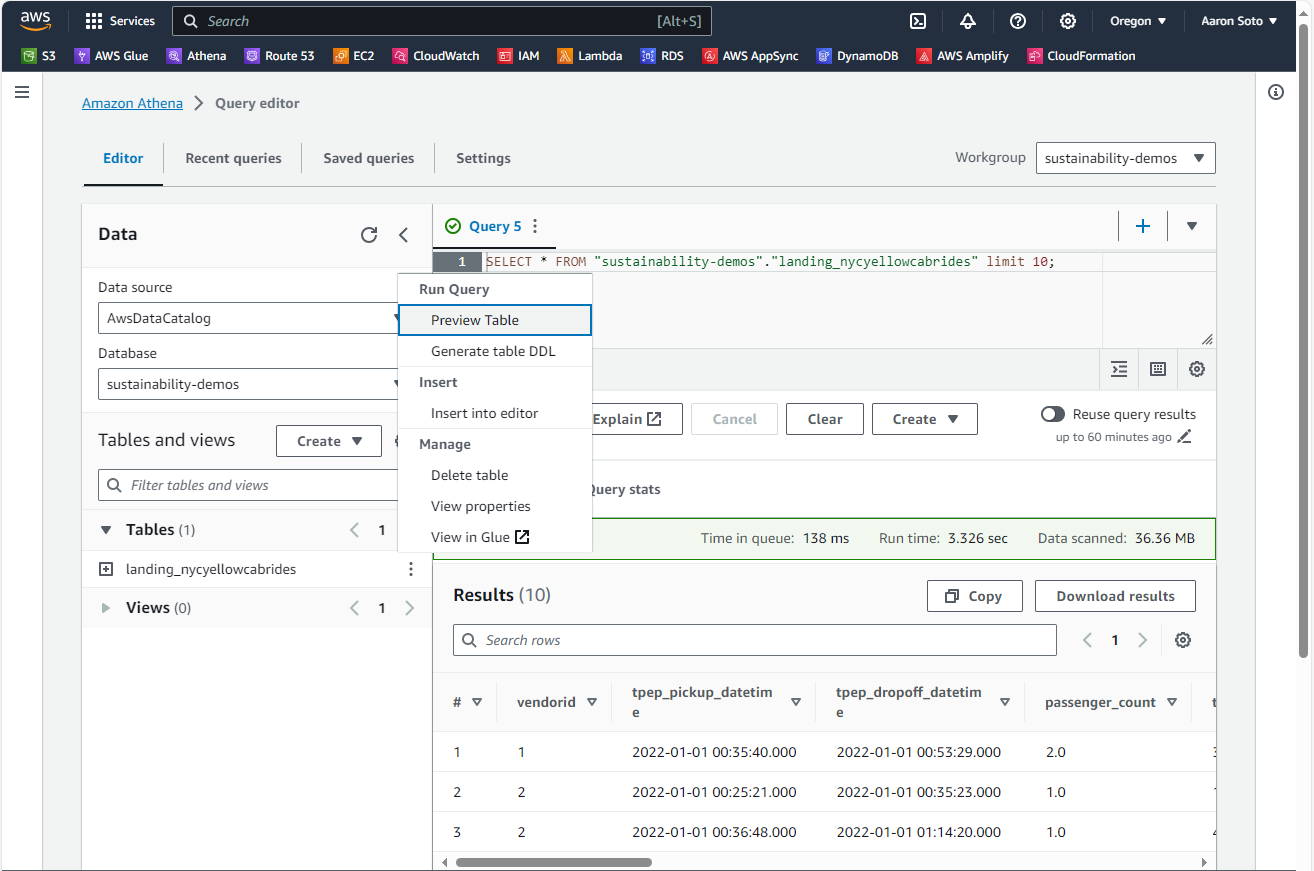 aws
Services
Search
[Alt+S]
Oregon
Aaron Soto
S3
AWS Glue
Athena
Route 53
EC2
CloudWatch
IAM
Lambda
RDS
AWS AppSync
DynamoDB
AWS Amplify
CloudFormation
Amazon Athena
Query editor
Editor
Recent queries
Saved queries
Settings
Workgroup
sustainability-demos
Data
Data source
AwsDataCatalog
Database
sustainability-demos
Tables and views
Create
Filter tables and views
Tables (1)
1
landing_nycyellowcabrides
Views (0)
1
Query 5
1
SELECT * FROM "sustainability-demos"."landing_nycyellowcabrides" limit 10;
Run Query
Preview Table
Generate table DDL
Insert
Insert into editor
Manage
Delete table
View properties
View in Glue
Explain
Cancel
Clear
Create
Reuse query results
up to 60 minutes ago
Query stats
Time in queue: 138 ms
Run time: 3.326 sec
Data scanned: 36.36 MB
Results (10)
Copy
Download results
Search rows
1
# vendorid tpep_pickup_datetim
e tpep_dropoff_datetim
e passenger_count
1 1 2022-01-01 00:35:40.000 2022-01-01 00:53:29.000 2.0
2 2 2022-01-01 00:25:21.000 2022-01-01 00:35:23.000 1.0
3 2 2022-01-01 00:36:48.000 2022-01-01 01:14:20.000 1.0